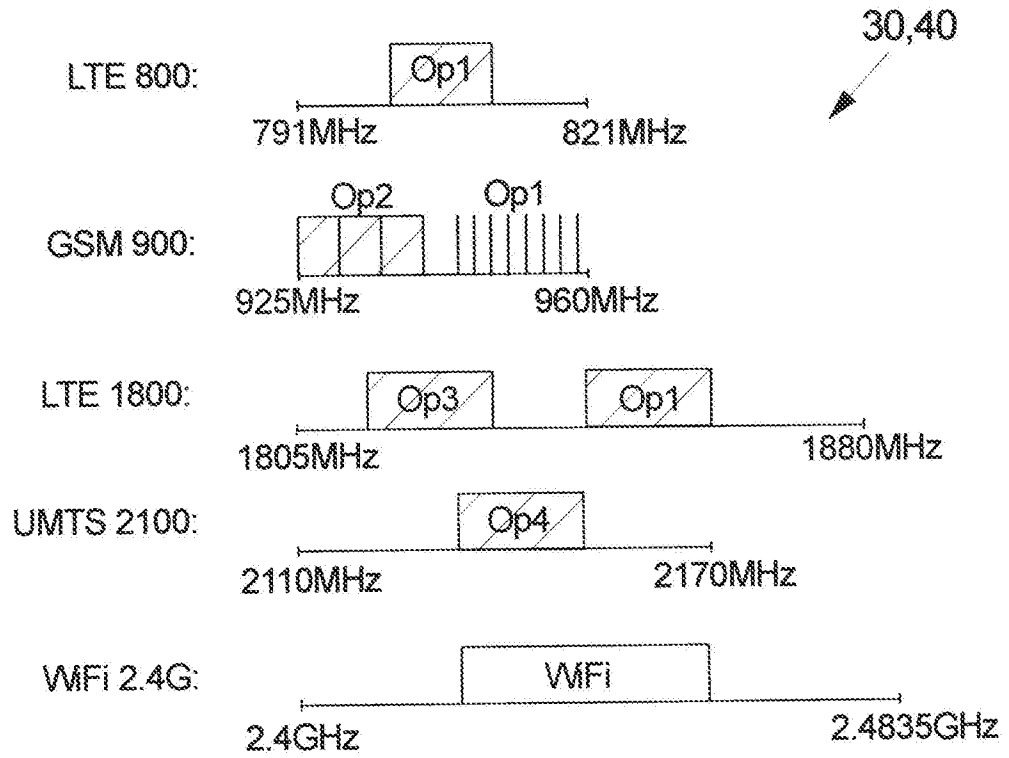 30,40
LTE 800:
Op1
791MHz 821MHz
Op2 Op1
GSM 900:
925MHz 960MHz
LTE 1800:
Op3 Op1
1805MHz 1880MHz
UMTS 2100:
Op4
2110MHz 2170MHz
WiFi 2.4G:
WiFi
2.4GHz 2.4835GHz